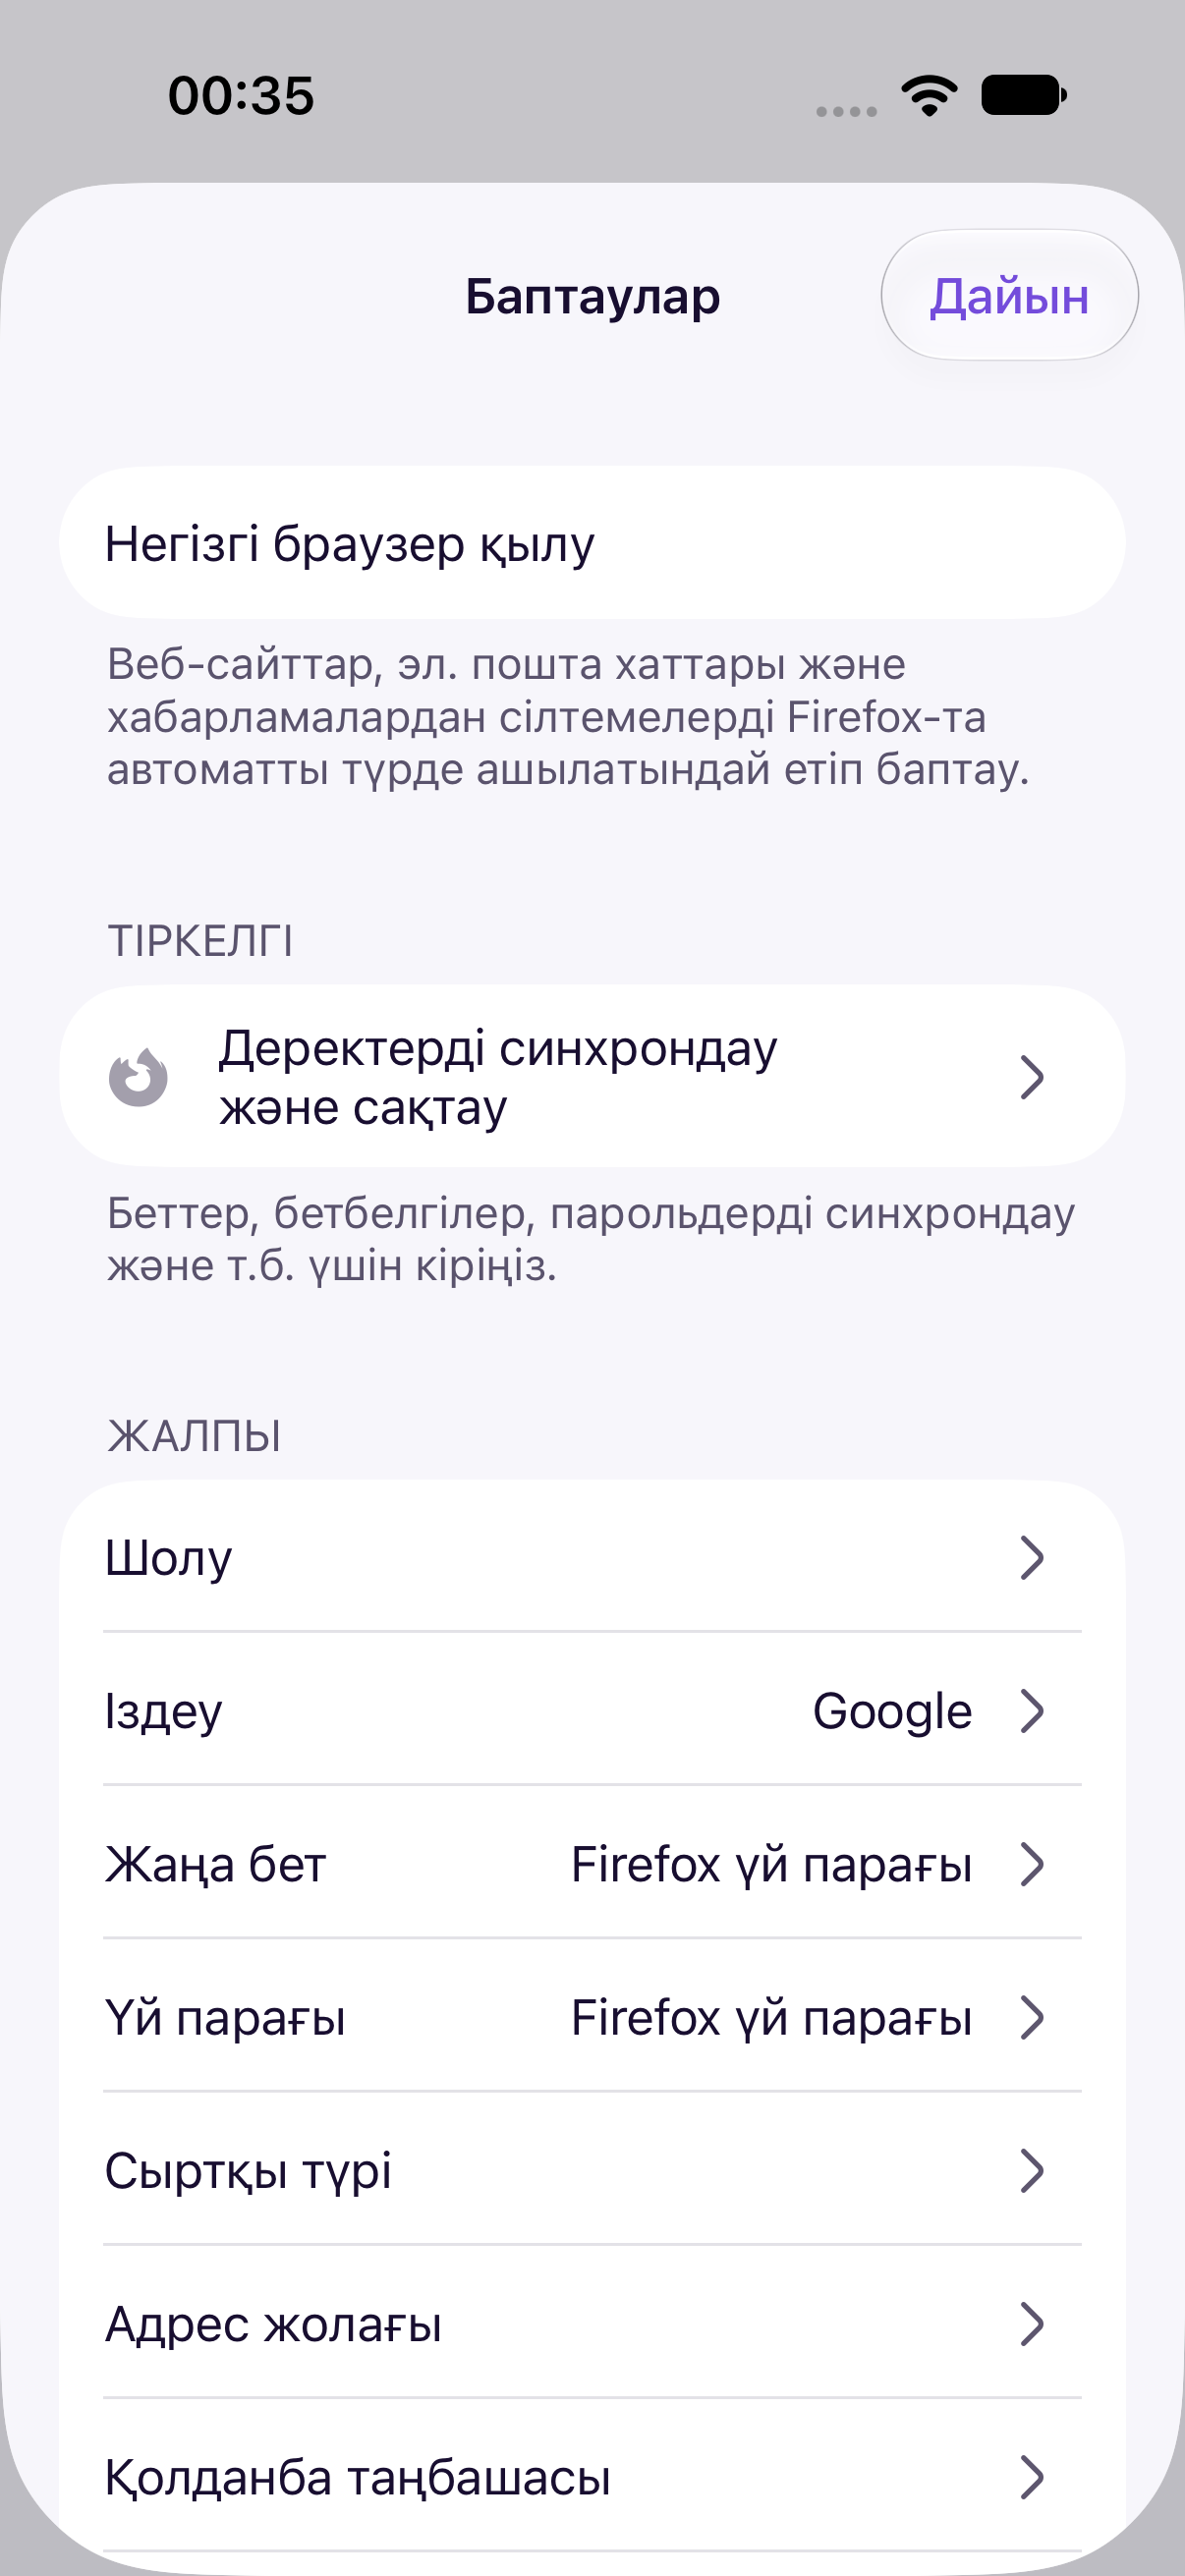 00:35
Баптаулар
Дайын
Негізгі браузер қылу
Веб-сайттар, эл. пошта хаттары және
хабарламалардан сілтемелерді Firefox-та
автоматты түрде ашылатындай етіп баптау.
ТІРКЕЛГІ
Деректерді синхрондау
және сақтау
Беттер, бетбелгілер, парольдерді синхрондау
және т.б. үшін кіріңіз.
ЖАЛПЫ
Шолу
Іздеу Google
Жаңа бет Firefox үй парағы
Үй парағы Firefox үй парағы
Сыртқы түрі
Адрес жолағы
Қолданба таңбашасы